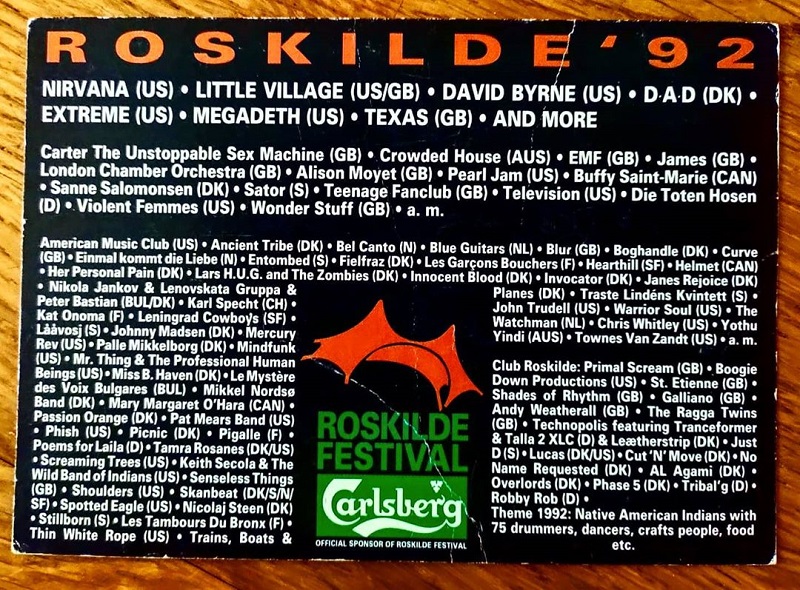 ROSKILDE '92
NIRVANA (US) • LITTLE VILLAGE (US/GB) • DAVID BYRNE (US) • D•A•D (DK) •
EXTREME (US) • MEGADETH (US) • TEXAS (GB) • AND MORE
Carter The Unstoppable Sex Machine (GB) • Crowded House (AUS) • EMF (GB) • James (GB) •
London Chamber Orchestra (GB) • Alison Moyet (GB) • Pearl Jam (US) • Buffy Saint-Marie (CAN)
• Sanne Salomonsen (DK) • Sator (S) • Teenage Fanclub (GB) • Television (US) • Die Toten Hosen
(D) • Violent Femmes (US) • Wonder Stuff (GB) • a. m.
American Music Club (US) • Ancient Tribe (DK) • Bel Canto (N) • Blue Guitars (NL) • Blur (GB) • Boghandle (DK) • Curve
(GB) • Einmal kommt die Liebe (N) • Entombed (S) • Fielfraz (DK) • Les Garçons Bouchers (F) • Hearthill (SF) • Helmet (CAN)
• Her Personal Pain (DK) • Lars H.U.G. and The Zombies (DK) • Innocent Blood (DK) • Invocator (DK) • Janes Rejoice (DK)
• Nikola Jankov & Lenovskata Gruppa &
Peter Bastian (BUL/DK) • Karl Specht (CH) •
Kat Onoma (F) • Leningrad Cowboys (SF) •
Lååvosj (S) • Johnny Madsen (DK) • Mercury
Rev (US) • Palle Mikkelborg (DK) • Mindfunk
(US) • Mr. Thing & The Professional Human
Beings (US) • Miss B. Haven (DK) • Le Mystère
des Voix Bulgares (BUL) • Mikkel Nordsø
Band (DK) • Mary Margaret O'Hara (CAN) •
Passion Orange (DK) • Pat Mears Band (US)
• Phish (US) • Picnic (DK) • Pigalle (F) •
Poems for Laila (D) • Tamra Rosanes (DK/US)
• Screaming Trees (US) • Keith Secola & The
Wild Band of Indians (US) • Senseless Things
(GB) • Shoulders (US) • Skanbeat (DK/S/N/
SF) • Spotted Eagle (US) • Nicolaj Steen (DK)
• Stillborn (S) • Les Tambours Du Bronx (F) •
Thin White Rope (US) • Trains, Boats &
Planes (DK) • Traste Lindéns Kvintett (S) •
John Trudell (US) • Warrior Soul (US) • The
Watchman (NL) • Chris Whitley (US) • Yothu
Yindi (AUS) • Townes Van Zandt (US) • a. m.
Club Roskilde: Primal Scream (GB) • Boogie
Down Productions (US) • St. Etienne (GB) •
Shades of Rhythm (GB) • Galliano (GB) •
Andy Weatherall (GB) • The Ragga Twins
(GB) • Technopolis featuring Tranceformer
& Talla 2 XLC (D) & Leætherstrip (DK) • Just
D (S) • Lucas (DK/US) • Cut 'N' Move (DK) • No
Name Requested (DK) • AL Agami (DK) •
Overlords (DK) • Phase 5 (DK) • Tribal'g (D) •
Robby Rob (D) •
Theme 1992: Native American Indians with
75 drummers, dancers, crafts people, food
etc.
ROSKILDE
FESTIVAL
Carlsberg
OFFICIAL SPONSOR OF ROSKILDE FESTIVAL